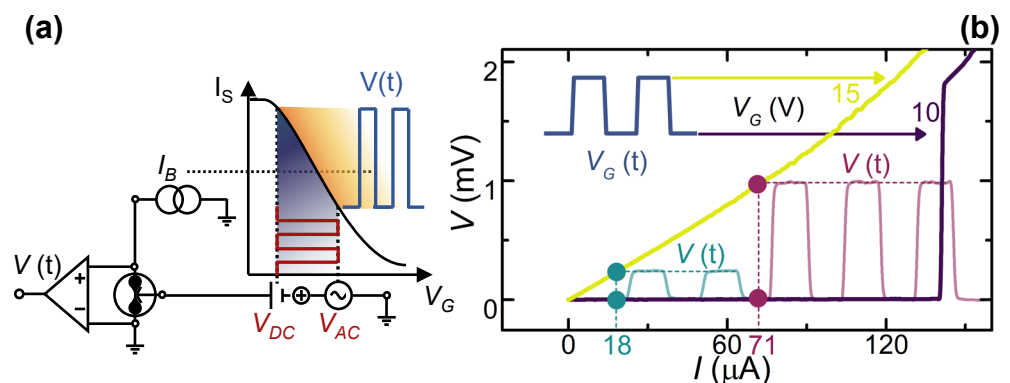 (a)
I_S
V(t)
I_B
V (t)
+
−
V_G
V_DC
V_AC
(b)
V (mV)
2
1
0
15
10
V_G (V)
V_G (t)
V (t)
V (t)
0
18
60
71
120
I (μA)